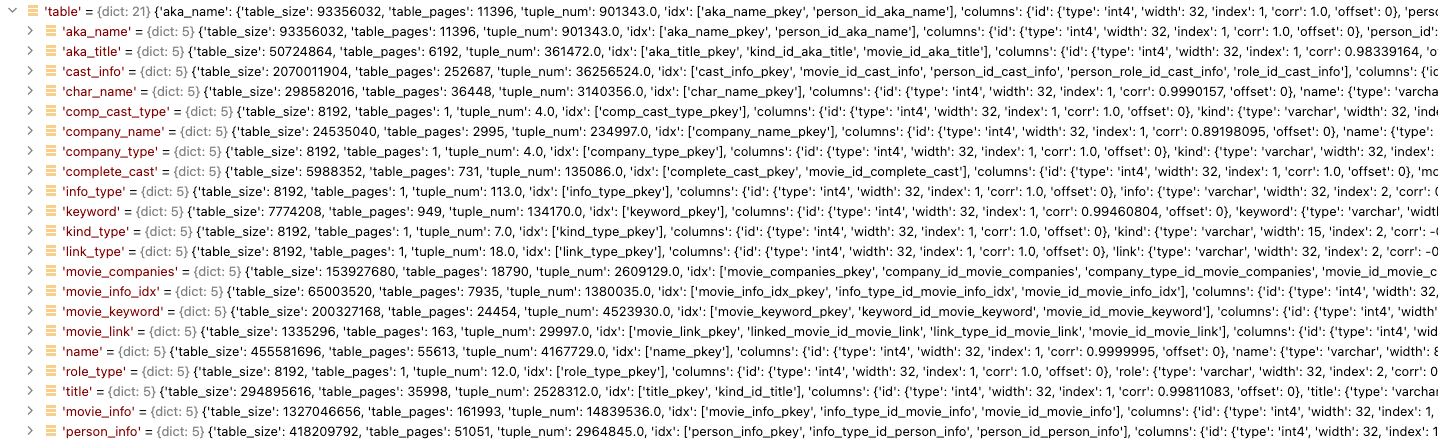 'table' = {dict: 21} {'aka_name': {'table_size': 93356032, 'table_pages': 11396, 'tuple_num': 901343.0, 'idx': ['aka_name_pkey', 'person_id_aka_name'], 'columns': {'id': {'type': 'int4', 'width': 32, 'index': 1, 'corr': 1.0, 'offset': 0}, 'perso
'aka_name' = {dict: 5} {'table_size': 93356032, 'table_pages': 11396, 'tuple_num': 901343.0, 'idx': ['aka_name_pkey', 'person_id_aka_name'], 'columns': {'id': {'type': 'int4', 'width': 32, 'index': 1, 'corr': 1.0, 'offset': 0}, 'person_id':
'aka_title' = {dict: 5} {'table_size': 50724864, 'table_pages': 6192, 'tuple_num': 361472.0, 'idx': ['aka_title_pkey', 'kind_id_aka_title', 'movie_id_aka_title'], 'columns': {'id': {'type': 'int4', 'width': 32, 'index': 1, 'corr': 0.98339164, 'o
'cast_info' = {dict: 5} {'table_size': 2070011904, 'table_pages': 252687, 'tuple_num': 36256524.0, 'idx': ['cast_info_pkey', 'movie_id_cast_info', 'person_id_cast_info', 'person_role_id_cast_info', 'role_id_cast_info'], 'columns': {'id
'char_name' = {dict: 5} {'table_size': 298582016, 'table_pages': 36448, 'tuple_num': 3140356.0, 'idx': ['char_name_pkey'], 'columns': {'id': {'type': 'int4', 'width': 32, 'index': 1, 'corr': 0.9990157, 'offset': 0}, 'name': {'type': 'varcha
'comp_cast_type' = {dict: 5} {'table_size': 8192, 'table_pages': 1, 'tuple_num': 4.0, 'idx': ['comp_cast_type_pkey'], 'columns': {'id': {'type': 'int4', 'width': 32, 'index': 1, 'corr': 1.0, 'offset': 0}, 'kind': {'type': 'varchar', 'width': 32, 'ind
'company_name' = {dict: 5} {'table_size': 24535040, 'table_pages': 2995, 'tuple_num': 234997.0, 'idx': ['company_name_pkey'], 'columns': {'id': {'type': 'int4', 'width': 32, 'index': 1, 'corr': 0.89198095, 'offset': 0}, 'name': {'type':
'company_type' = {dict: 5} {'table_size': 8192, 'table_pages': 1, 'tuple_num': 4.0, 'idx': ['company_type_pkey'], 'columns': {'id': {'type': 'int4', 'width': 32, 'index': 1, 'corr': 1.0, 'offset': 0}, 'kind': {'type': 'varchar', 'width': 32, 'index'
'complete_cast' = {dict: 5} {'table_size': 5988352, 'table_pages': 731, 'tuple_num': 135086.0, 'idx': ['complete_cast_pkey', 'movie_id_complete_cast'], 'columns': {'id': {'type': 'int4', 'width': 32, 'index': 1, 'corr': 1.0, 'offset': 0}, 'mo
'info_type' = {dict: 5} {'table_size': 8192, 'table_pages': 1, 'tuple_num': 113.0, 'idx': ['info_type_pkey'], 'columns': {'id': {'type': 'int4', 'width': 32, 'index': 1, 'corr': 1.0, 'offset': 0}, 'info': {'type': 'varchar', 'width': 32, 'index': 2, 'corr': 0
'keyword' = {dict: 5} {'table_size': 7774208, 'table_pages': 949, 'tuple_num': 134170.0, 'idx': ['keyword_pkey'], 'columns': {'id': {'type': 'int4', 'width': 32, 'index': 1, 'corr': 0.99460804, 'offset': 0}, 'keyword': {'type': 'varchar', 'widt
'kind_type' = {dict: 5} {'table_size': 8192, 'table_pages': 1, 'tuple_num': 7.0, 'idx': ['kind_type_pkey'], 'columns': {'id': {'type': 'int4', 'width': 32, 'index': 1, 'corr': 1.0, 'offset': 0}, 'kind': {'type': 'varchar', 'width': 15, 'index': 2, 'corr': -0
'link_type' = {dict: 5} {'table_size': 8192, 'table_pages': 1, 'tuple_num': 18.0, 'idx': ['link_type_pkey'], 'columns': {'id': {'type': 'int4', 'width': 32, 'index': 1, 'corr': 1.0, 'offset': 0}, 'link': {'type': 'varchar', 'width': 32, 'index': 2, 'corr': -0
'movie_companies' = {dict: 5} {'table_size': 153927680, 'table_pages': 18790, 'tuple_num': 2609129.0, 'idx': ['movie_companies_pkey', 'company_id_movie_companies', 'company_type_id_movie_companies', 'movie_id_movie_c
'movie_info_idx' = {dict: 5} {'table_size': 65003520, 'table_pages': 7935, 'tuple_num': 1380035.0, 'idx': ['movie_info_idx_pkey', 'info_type_id_movie_info_idx', 'movie_id_movie_info_idx'], 'columns': {'id': {'type': 'int4', 'width': 32,
'movie_keyword' = {dict: 5} {'table_size': 200327168, 'table_pages': 24454, 'tuple_num': 4523930.0, 'idx': ['movie_keyword_pkey', 'keyword_id_movie_keyword', 'movie_id_movie_keyword'], 'columns': {'id': {'type': 'int4', 'width'
'movie_link' = {dict: 5} {'table_size': 1335296, 'table_pages': 163, 'tuple_num': 29997.0, 'idx': ['movie_link_pkey', 'linked_movie_id_movie_link', 'link_type_id_movie_link', 'movie_id_movie_link'], 'columns': {'id': {'type': 'int4', 'wid
'name' = {dict: 5} {'table_size': 455581696, 'table_pages': 55613, 'tuple_num': 4167729.0, 'idx': ['name_pkey'], 'columns': {'id': {'type': 'int4', 'width': 32, 'index': 1, 'corr': 0.9999995, 'offset': 0}, 'name': {'type': 'varchar', 'width': 8
'role_type' = {dict: 5} {'table_size': 8192, 'table_pages': 1, 'tuple_num': 12.0, 'idx': ['role_type_pkey'], 'columns': {'id': {'type': 'int4', 'width': 32, 'index': 1, 'corr': 1.0, 'offset': 0}, 'role': {'type': 'varchar', 'width': 32, 'index': 2, 'corr': 0
'title' = {dict: 5} {'table_size': 294895616, 'table_pages': 35998, 'tuple_num': 2528312.0, 'idx': ['title_pkey', 'kind_id_title'], 'columns': {'id': {'type': 'int4', 'width': 32, 'index': 1, 'corr': 0.99811083, 'offset': 0}, 'title': {'type': 'varchar
'movie_info' = {dict: 5} {'table_size': 1327046656, 'table_pages': 161993, 'tuple_num': 14839536.0, 'idx': ['movie_info_pkey', 'info_type_id_movie_info', 'movie_id_movie_info'], 'columns': {'id': {'type': 'int4', 'width': 32, 'index': 1,
'person_info' = {dict: 5} {'table_size': 418209792, 'table_pages': 51051, 'tuple_num': 2964845.0, 'idx': ['person_info_pkey', 'info_type_id_person_info', 'person_id_person_info'], 'columns': {'id': {'type': 'int4', 'width': 32, 'index': 1